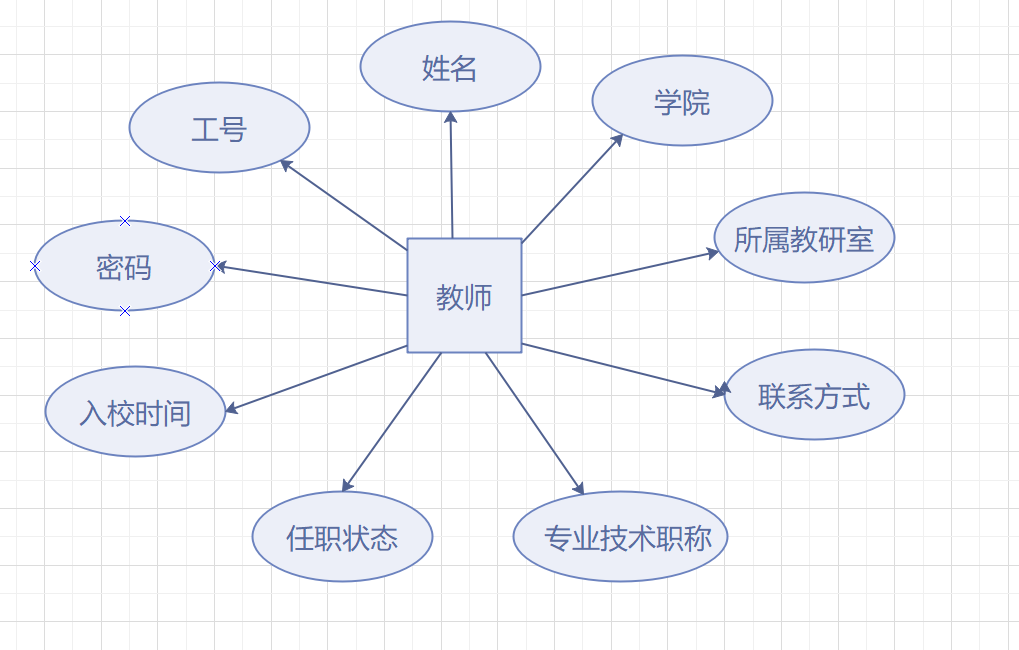 姓名
学院
工号
所属教研室
密码
教师
联系方式
入校时间
任职状态
专业技术职称